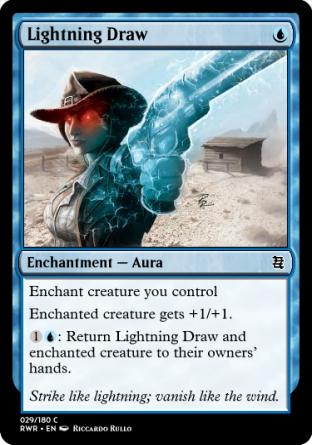 Lightning Draw
Enchantment — Aura
Enchant creature you control
Enchanted creature gets +1/+1.
1: Return Lightning Draw and
enchanted creature to their owners'
hands.
Strike like lightning; vanish like the wind.
029/180 C
RWR • EN Riccardo Rullo